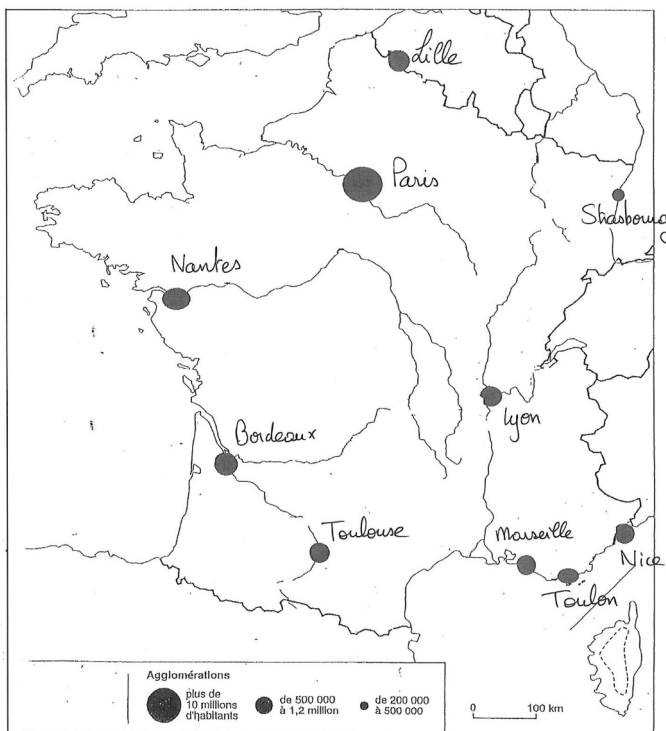 Lille
Paris
Strasbourg
Nantes
Lyon
Bordeaux
Toulouse
Marseille
Nice
Toulon
Agglomérations
plus de
10 millions
d'habitants
de 500 000
à 1,2 million
de 200 000
à 500 000
0 100 km